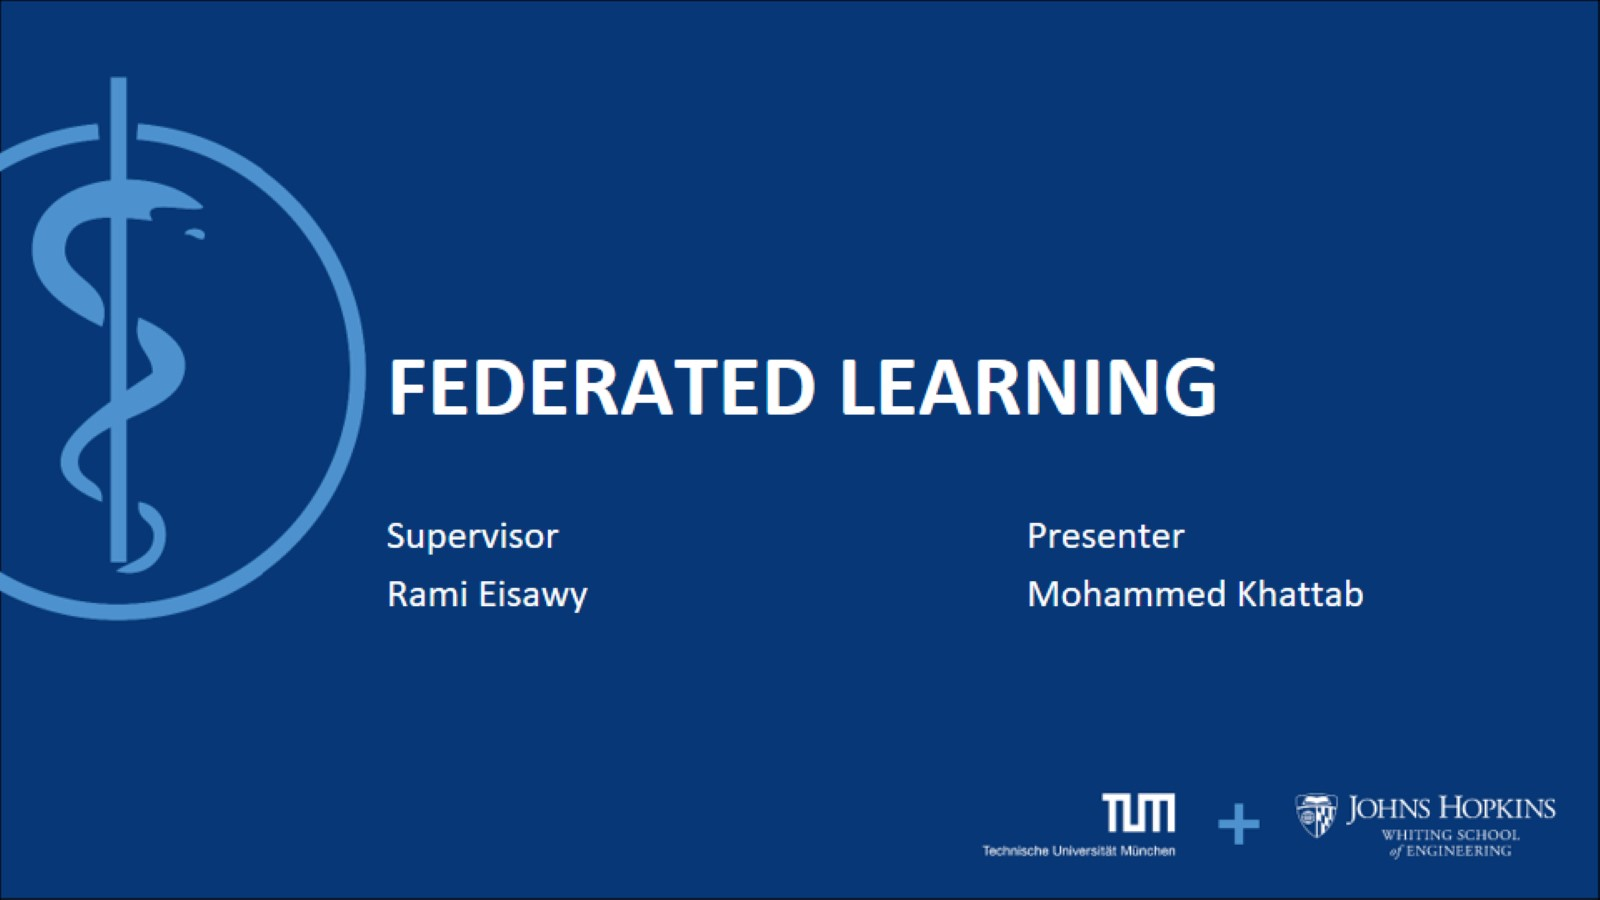 FEDERATED LEARNING
Supervisor
Rami Eisawy
Presenter
Mohammed Khattab
TUM
Technische Universität München
+
JOHNS HOPKINS
WHITING SCHOOL
of ENGINEERING